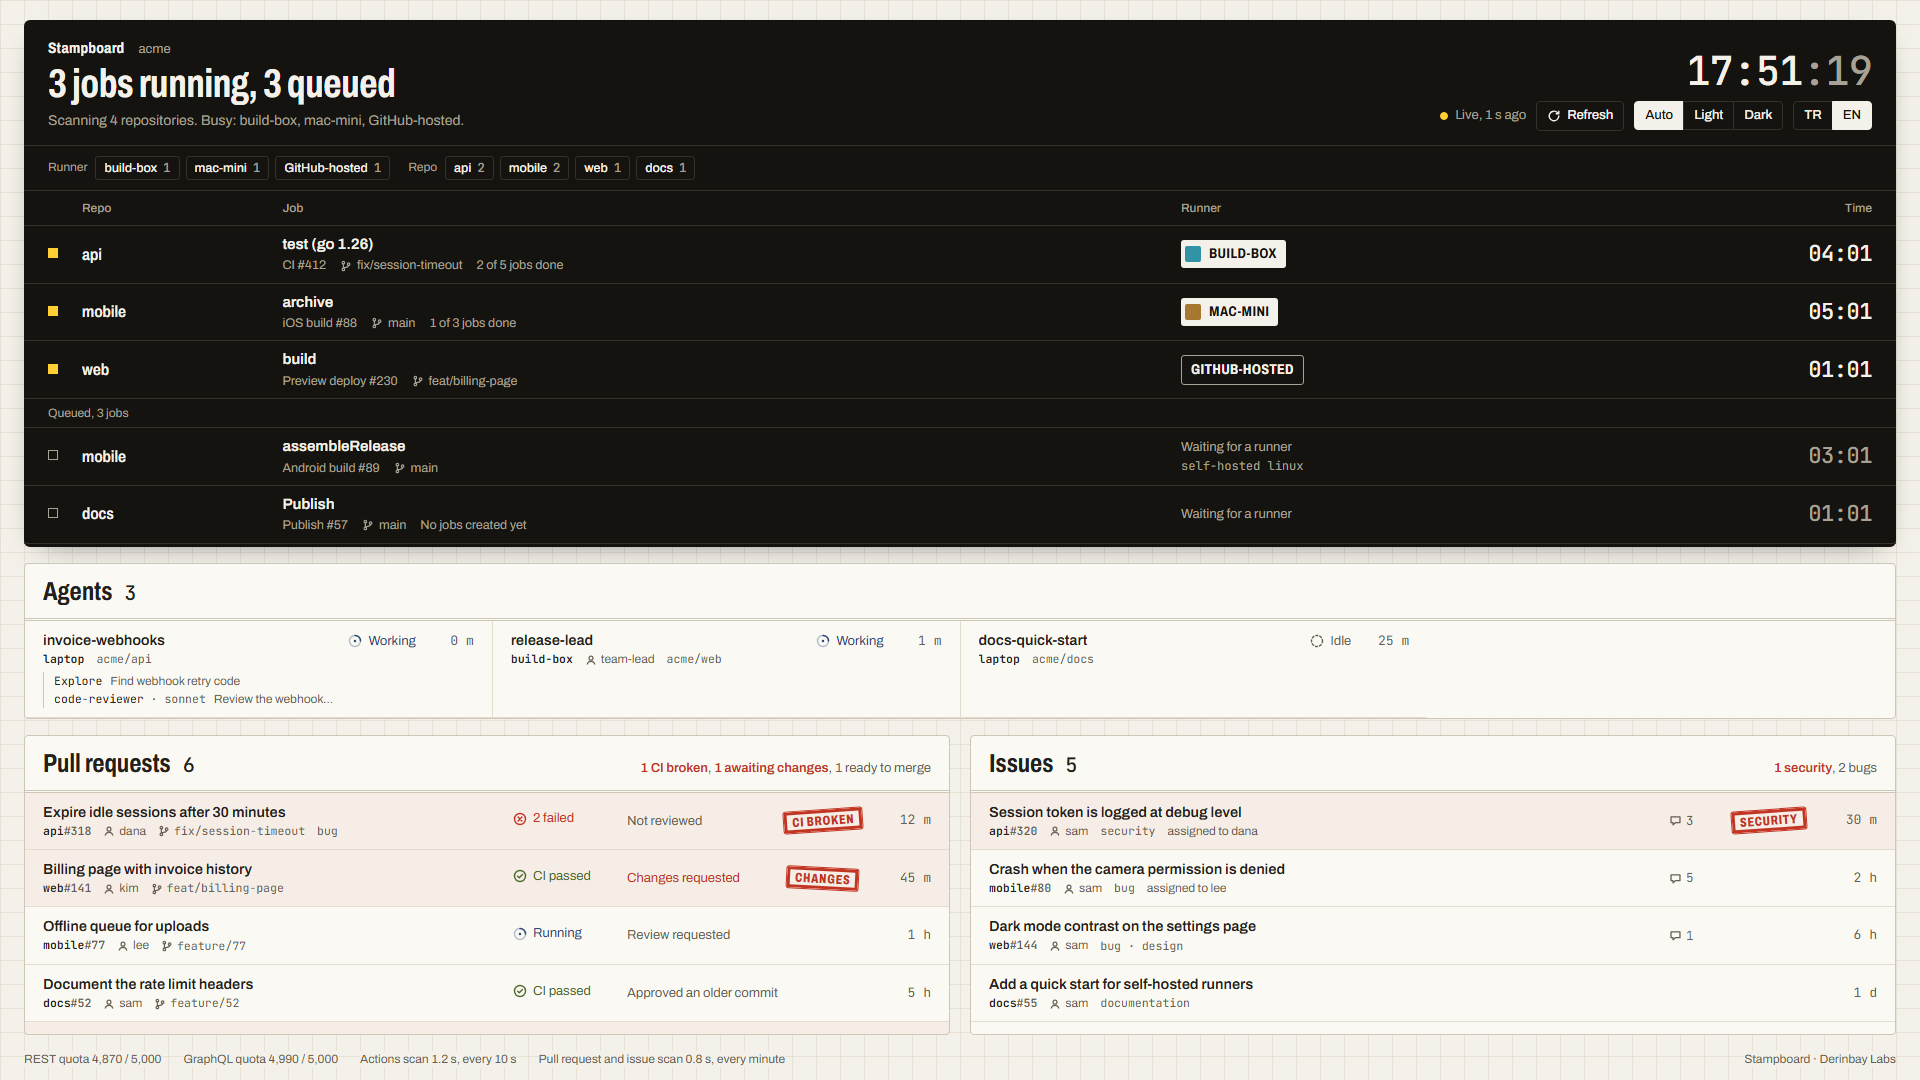 Stampboard acme
3 jobs running, 3 queued
Scanning 4 repositories. Busy: build-box, mac-mini, GitHub-hosted.
17:51:19
Live, 1 s ago Refresh Auto Light Dark TR EN
Runner build-box 1 mac-mini 1 GitHub-hosted 1 Repo api 2 mobile 2 web 1 docs 1
Repo Job Runner Time
api test (go 1.26) BUILD-BOX 04:01
CI #412 fix/session-timeout 2 of 5 jobs done
mobile archive MAC-MINI 05:01
iOS build #88 main 1 of 3 jobs done
web build GITHUB-HOSTED 01:01
Preview deploy #230 feat/billing-page
Queued, 3 jobs
mobile assembleRelease Waiting for a runner 03:01
Android build #89 main self-hosted linux
docs Publish Waiting for a runner 01:01
Publish #57 main No jobs created yet
Agents 3
invoice-webhooks Working 0 m
laptop acme/api
Explore Find webhook retry code
code-reviewer · sonnet Review the webhook...
release-lead Working 1 m
build-box team-lead acme/web
docs-quick-start Idle 25 m
laptop acme/docs
Pull requests 6 1 CI broken, 1 awaiting changes, 1 ready to merge
Expire idle sessions after 30 minutes 2 failed Not reviewed CI BROKEN 12 m
api#318 dana fix/session-timeout bug
Billing page with invoice history CI passed Changes requested CHANGES 45 m
web#141 kim feat/billing-page
Offline queue for uploads Running Review requested 1 h
mobile#77 lee feature/77
Document the rate limit headers CI passed Approved an older commit 5 h
docs#52 sam feature/52
Issues 5 1 security, 2 bugs
Session token is logged at debug level 3 SECURITY 30 m
api#320 sam security assigned to dana
Crash when the camera permission is denied 5 2 h
mobile#80 sam bug assigned to lee
Dark mode contrast on the settings page 1 6 h
web#144 sam bug · design
Add a quick start for self-hosted runners 1 d
docs#55 sam documentation
REST quota 4,870 / 5,000 GraphQL quota 4,990 / 5,000 Actions scan 1.2 s, every 10 s Pull request and issue scan 0.8 s, every minute Stampboard · Derinbay Labs